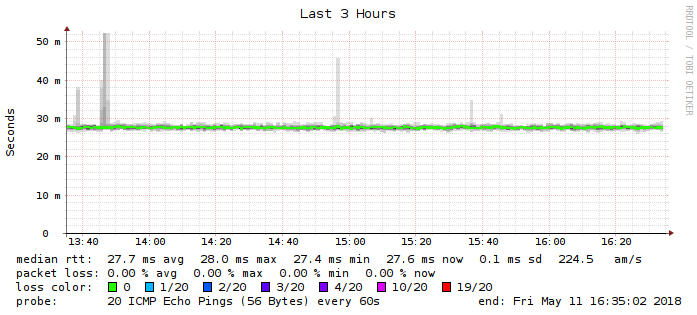 Last 3 Hours
RRDTOOL / TOBI OETIKER
Seconds
50 m
40 m
30 m
20 m
10 m
0
13:40 14:00 14:20 14:40 15:00 15:20 15:40 16:00 16:20
median rtt: 27.7 ms avg 28.0 ms max 27.4 ms min 27.6 ms now 0.1 ms sd 224.5 am/s
packet loss: 0.00 % avg 0.00 % max 0.00 % min 0.00 % now
loss color: 0 1/20 2/20 3/20 4/20 10/20 19/20
probe: 20 ICMP Echo Pings (56 Bytes) every 60s end: Fri May 11 16:35:02 2018